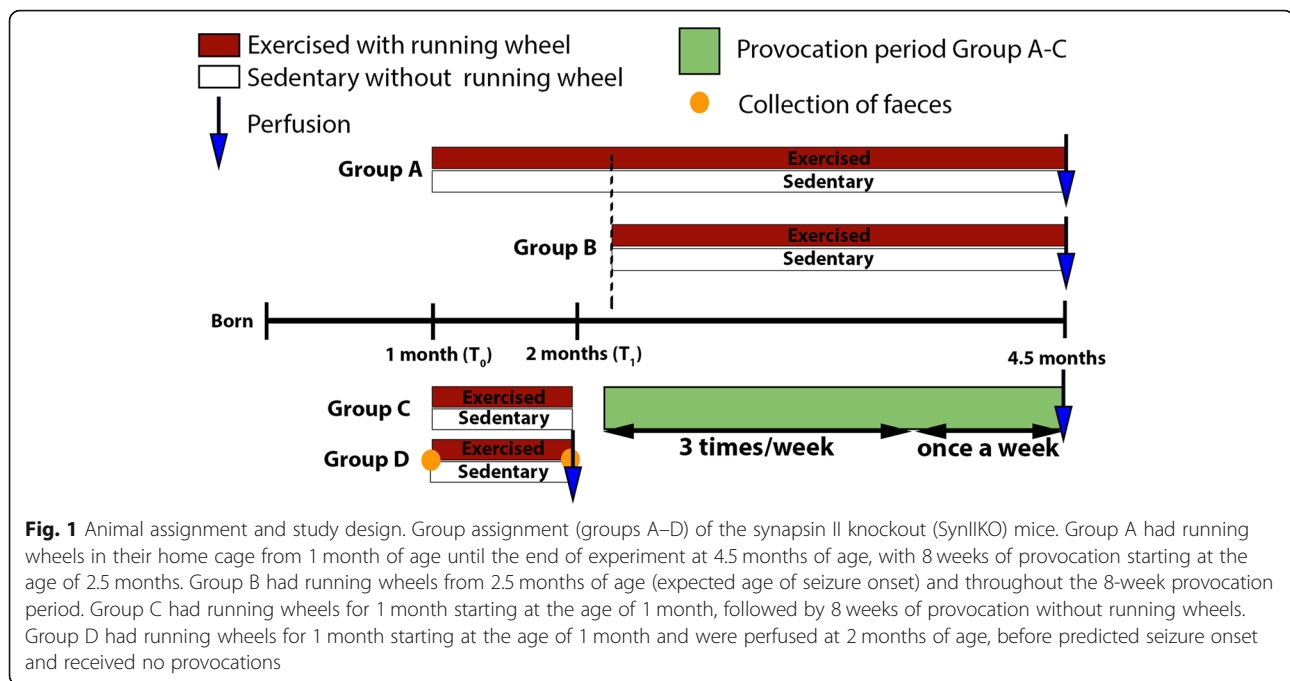 Exercised with running wheel
Sedentary without running wheel
Perfusion
Provocation period Group A-C
Collection of faeces
Group A
Exercised
Sedentary
Group B
Exercised
Sedentary
Born
1 month (T0)
2 months (T1)
4.5 months
Group C
Exercised
Sedentary
Group D
Exercised
Sedentary
3 times/week
once a week
Fig. 1 Animal assignment and study design. Group assignment (groups A–D) of the synapsin II knockout (SynIIKO) mice. Group A had running
wheels in their home cage from 1 month of age until the end of experiment at 4.5 months of age, with 8 weeks of provocation starting at the
age of 2.5 months. Group B had running wheels from 2.5 months of age (expected age of seizure onset) and throughout the 8-week provocation
period. Group C had running wheels for 1 month starting at the age of 1 month, followed by 8 weeks of provocation without running wheels.
Group D had running wheels for 1 month starting at the age of 1 month and were perfused at 2 months of age, before predicted seizure onset
and received no provocations